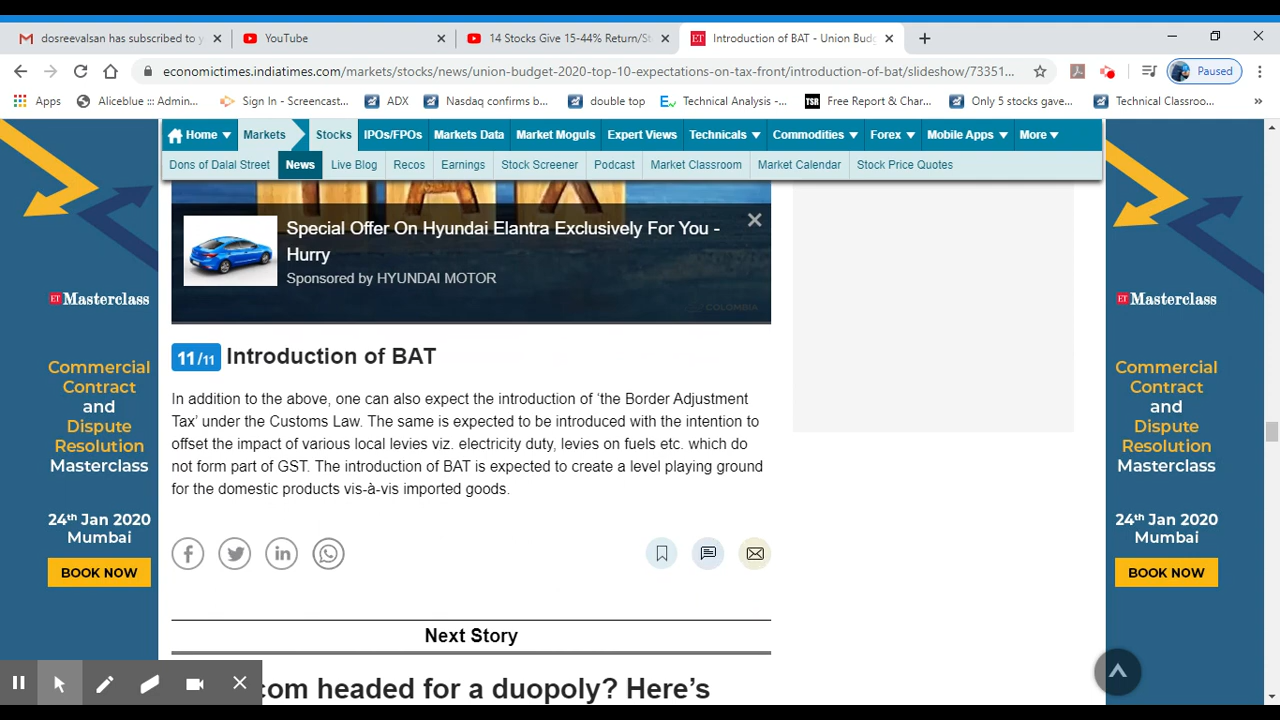 dosreevalsan has subscribed to y
YouTube
14 Stocks Give 15-44% Return/St
Introduction of BAT - Union Budg
economictimes.indiatimes.com/markets/stocks/news/union-budget-2020-top-10-expectations-on-tax-front/introduction-of-bat/slideshow/73351...
Paused
Apps
Aliceblue ::: Admin...
Sign In - Screencast...
ADX
Nasdaq confirms b...
double top
Technical Analysis -...
TSR
Free Report & Char...
Only 5 stocks gave...
Technical Classroo...
»
Home
Markets
Stocks
IPOs/FPOs
Markets Data
Market Moguls
Expert Views
Technicals
Commodities
Forex
Mobile Apps
More
Dons of Dalal Street
News
Live Blog
Recos
Earnings
Stock Screener
Podcast
Market Classroom
Market Calendar
Stock Price Quotes
Special Offer On Hyundai Elantra Exclusively For You -
Hurry
Sponsored by HYUNDAI MOTOR
COLOMBIA
11/11 Introduction of BAT
In addition to the above, one can also expect the introduction of ‘the Border Adjustment
Tax’ under the Customs Law. The same is expected to be introduced with the intention to
offset the impact of various local levies viz. electricity duty, levies on fuels etc. which do
not form part of GST. The introduction of BAT is expected to create a level playing ground
for the domestic products vis-à-vis imported goods.
Next Story
com headed for a duopoly? Here’s
ET Masterclass
Commercial
Contract
and
Dispute
Resolution
Masterclass
24th Jan 2020
Mumbai
BOOK NOW
ET Masterclass
Commercial
Contract
and
Dispute
Resolution
Masterclass
24th Jan 2020
Mumbai
BOOK NOW